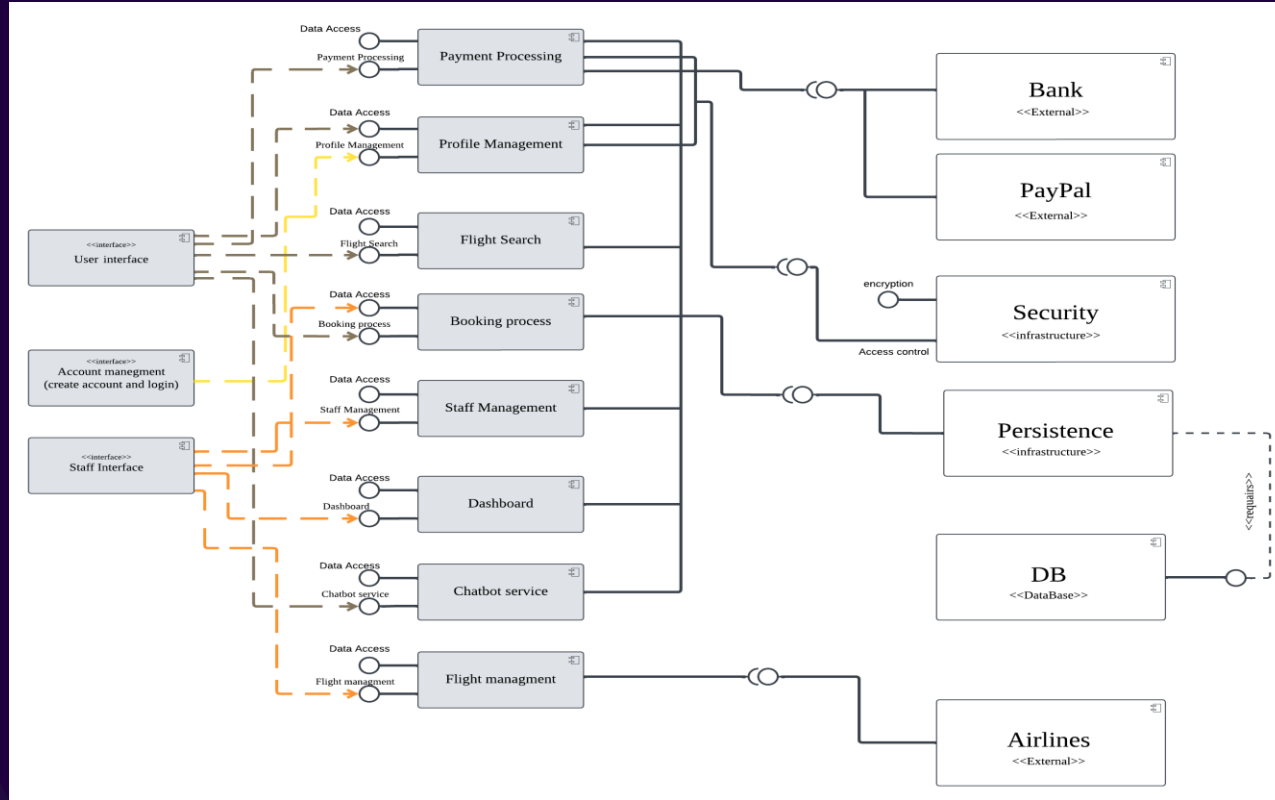 Data Access
Payment Processing
Payment Processing
Bank
<<External>>
Data Access
Profile Management
Profile Management
PayPal
<<External>>
Data Access
Flight Search
Flight Search
<<interface>>
User interface
encryption
Security
<<infrastructure>>
Access control
Data Access
Booking process
Booking process
<<interface>>
Account mangment
(create account and login)
Data Access
Staff Management
Staff Management
Persistence
<<infrastructure>>
<<interface>>
Staff Interface
<<requairs>>
Data Access
Dashboard
Dashboard
Data Access
Chatbot service
Chatbot service
DB
<<DataBase>>
Data Access
Flight managment
Flight managment
Airlines
<<External>>